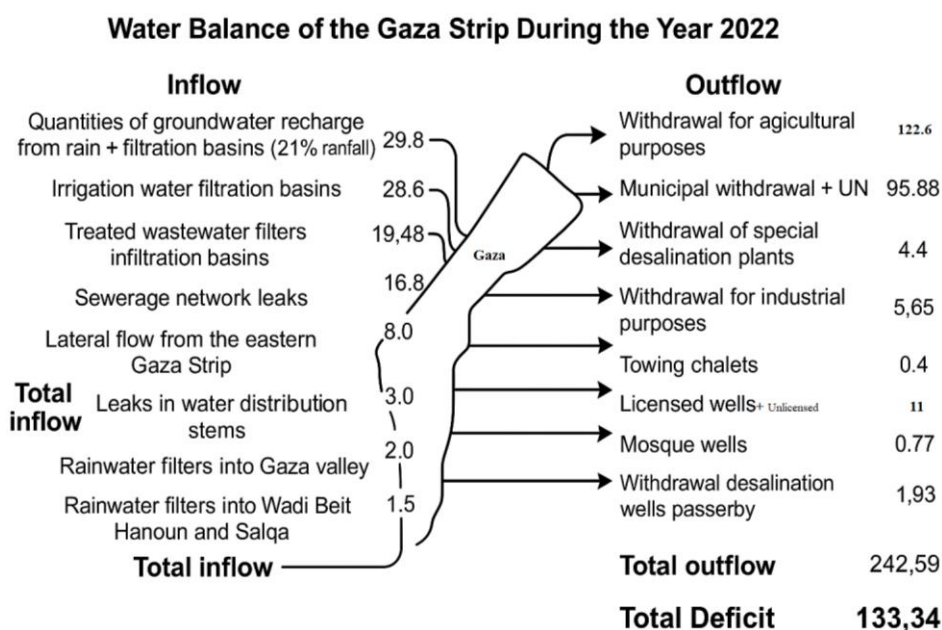 Water Balance of the Gaza Strip During the Year 2022
Inflow
Quantities of groundwater recharge
from rain + filtration basins (21% ranfall) 29.8
Irrigation water filtration basins 28.6
Treated wastewater filters 19,48
infiltration basins
16.8
Sewerage network leaks
8.0
Lateral flow from the eastern
Gaza Strip
Total
inflow
Leaks in water distribution 3.0
stems
2.0
Rainwater filters into Gaza valley
Rainwater filters into Wadi Beit 1.5
Hanoun and Salqa
Total inflow
Gaza
Outflow
Withdrawal for agicultural 122.6
purposes
Municipal withdrawal + UN 95.88
Withdrawal of special
desalination plants 4.4
Withdrawal for industrial 5,65
purposes
Towing chalets 0.4
Licensed wells+ Unlicensed 11
Mosque wells 0.77
Withdrawal desalination 1,93
wells passerby
Total outflow 242,59
Total Deficit 133,34